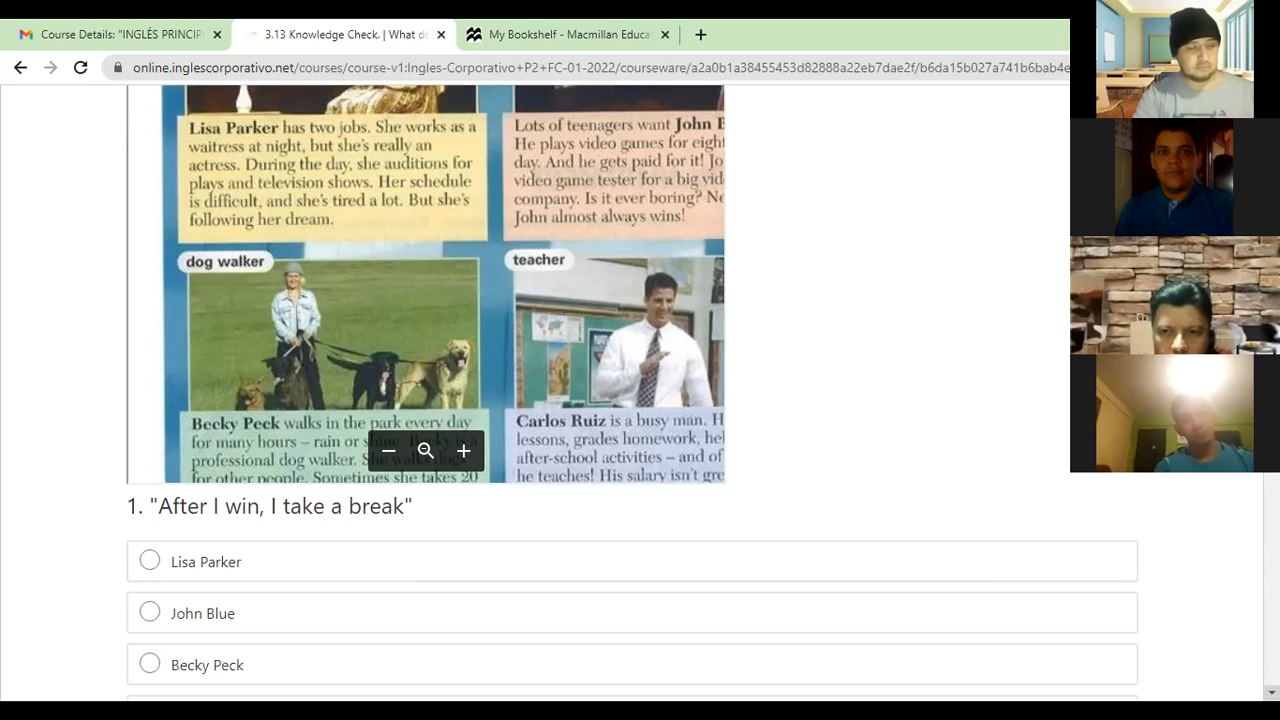 Course Details: "INGLÉS PRINCIP
3.13 Knowledge Check. | What d
My Bookshelf - Macmillan Educa
online.inglescorporativo.net/courses/course-v1:Ingles-Corporativo+P2+FC-01-2022/courseware/a2a0b1a38455453d82888a22eb7dae2f/b6da15b027a741b6bab4e
Lisa Parker has two jobs. She works as a
waitress at night, but she's really an
actress. During the day, she auditions for
plays and television shows. Her schedule
is difficult, and she's tired a lot. But she's
following her dream.
Lots of teenagers want John B
He plays video games for eight
day. And he gets paid for it! Jo
video game tester for a big vid
company. Is it ever boring? Ne
John almost always wins!
dog walker
teacher
Becky Peck walks in the park every day
for many hours – rain or shine. Becky is a
professional dog walker. She walks dogs
for other people. Sometimes she takes 20
Carlos Ruiz is a busy man. H
lessons, grades homework, hel
after-school activities – and of
he teaches! His salary isn't gre
1. "After I win, I take a break"
Lisa Parker
John Blue
Becky Peck